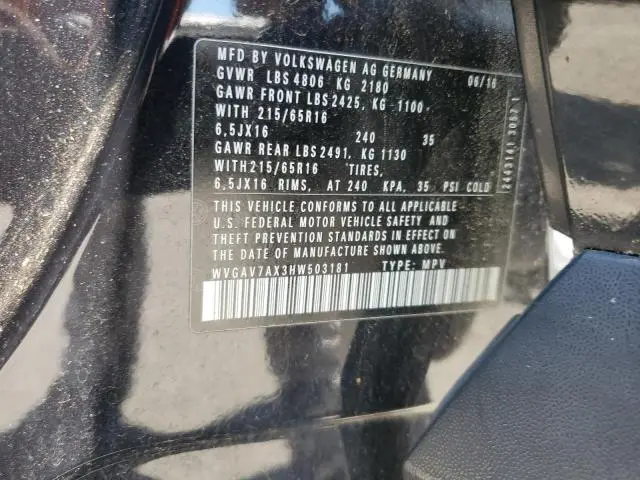 MFD BY VOLKSWAGEN AG GERMANY 06/16
GVWR LBS 4806 KG 2180
GAWR FRONT LBS 2425, KG 1100,
WITH 215/65R16
6,5JX16 240 35
GAWR REAR LBS 2491, KG 1130
WITH 215/65R16 TIRES,
6,5JX16 RIMS, AT 240 KPA, 35 PSI COLD
THIS VEHICLE CONFORMS TO ALL APPLICABLE
U.S. FEDERAL MOTOR VEHICLE SAFETY AND
THEFT PREVENTION STANDARDS IN EFFECT ON
THE DATE OF MANUFACTURE SHOWN ABOVE.
WVGAV7AX3HW503181 TYPE: MPV